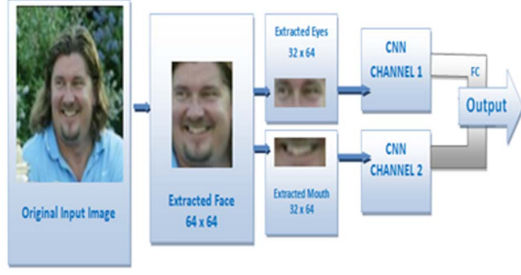 Original Input Image
Extracted Face
64 x 64
Extracted Eyes
32 x 64
Extracted Mouth
32 x 64
CNN
CHANNEL 1
CNN
CHANNEL 2
FC
Output